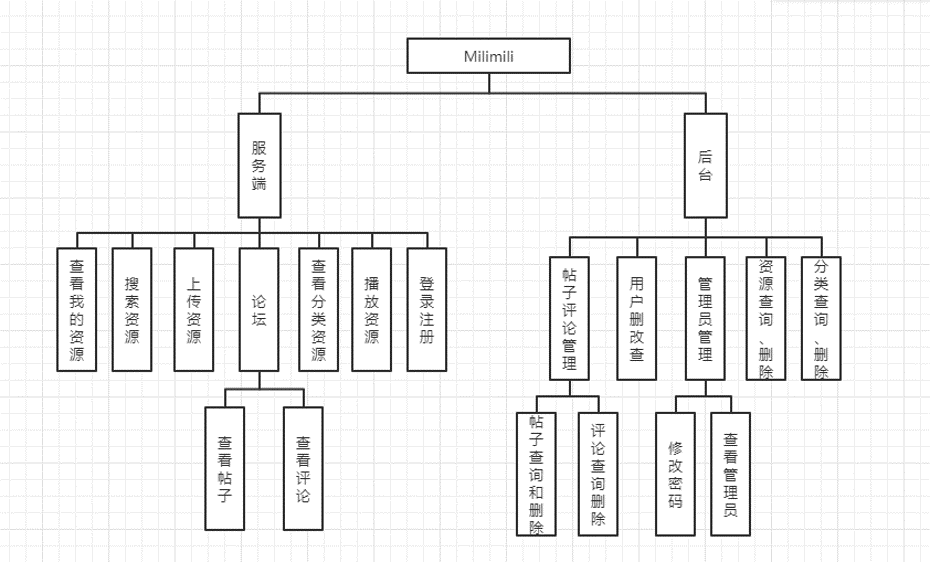 Milimili
服务端
后台
查看我的资源
搜索资源
上传资源
论坛
查看分类资源
播放资源
登录注册
帖子评论管理
用户删改查
管理员管理
资源查询、删除
分类查询、删除
查看帖子
查看评论
帖子查询和删除
评论查询删除
修改密码
查看管理员